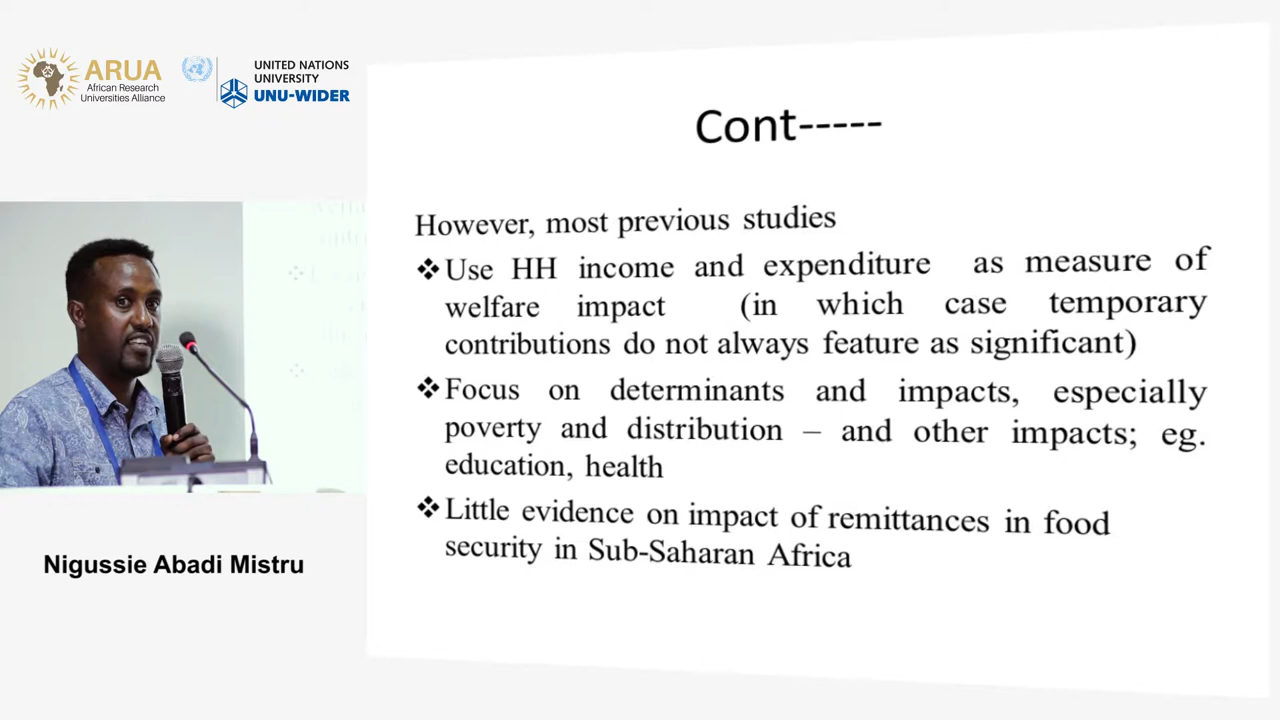 ARUA
African Research
Universities Alliance
UNITED NATIONS
UNIVERSITY
UNU-WIDER
Cont-----
However, most previous studies
❖Use HH income and expenditure as measure of
welfare impact (in which case temporary
contributions do not always feature as significant)
❖Focus on determinants and impacts, especially
poverty and distribution – and other impacts; eg.
education, health
❖Little evidence on impact of remittances in food
security in Sub-Saharan Africa
Nigussie Abadi Mistru